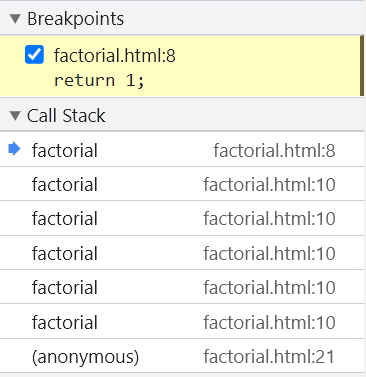 Breakpoints
factorial.html:8
return 1;
Call Stack
factorial factorial.html:8
factorial factorial.html:10
factorial factorial.html:10
factorial factorial.html:10
factorial factorial.html:10
factorial factorial.html:10
(anonymous) factorial.html:21